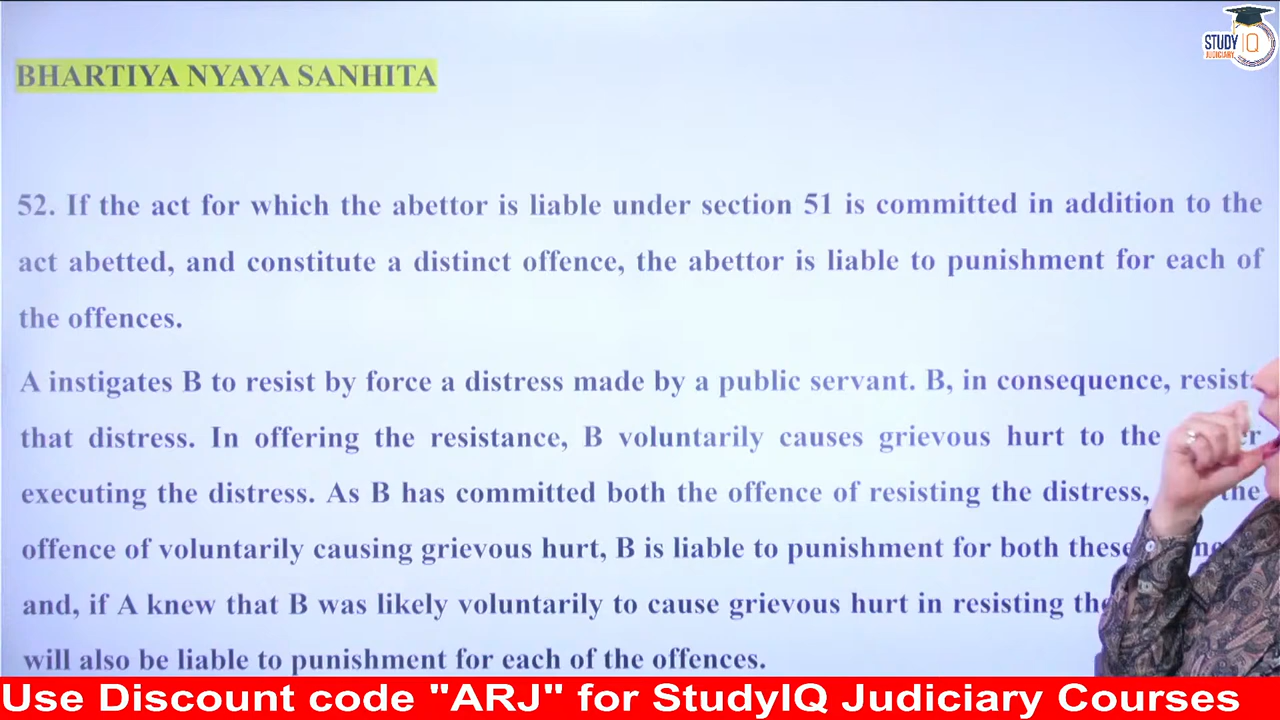 STUDY IQ
JUDICIARY
BHARTIYA NYAYA SANHITA
52. If the act for which the abettor is liable under section 51 is committed in addition to the
act abetted, and constitute a distinct offence, the abettor is liable to punishment for each of
the offences.
A instigates B to resist by force a distress made by a public servant. B, in consequence, resists
that distress. In offering the resistance, B voluntarily causes grievous hurt to the
executing the distress. As B has committed both the offence of resisting the distress, the
offence of voluntarily causing grievous hurt, B is liable to punishment for both these
and, if A knew that B was likely voluntarily to cause grievous hurt in resisting the
will also be liable to punishment for each of the offences.
Use Discount code "ARJ" for StudyIQ Judiciary Courses